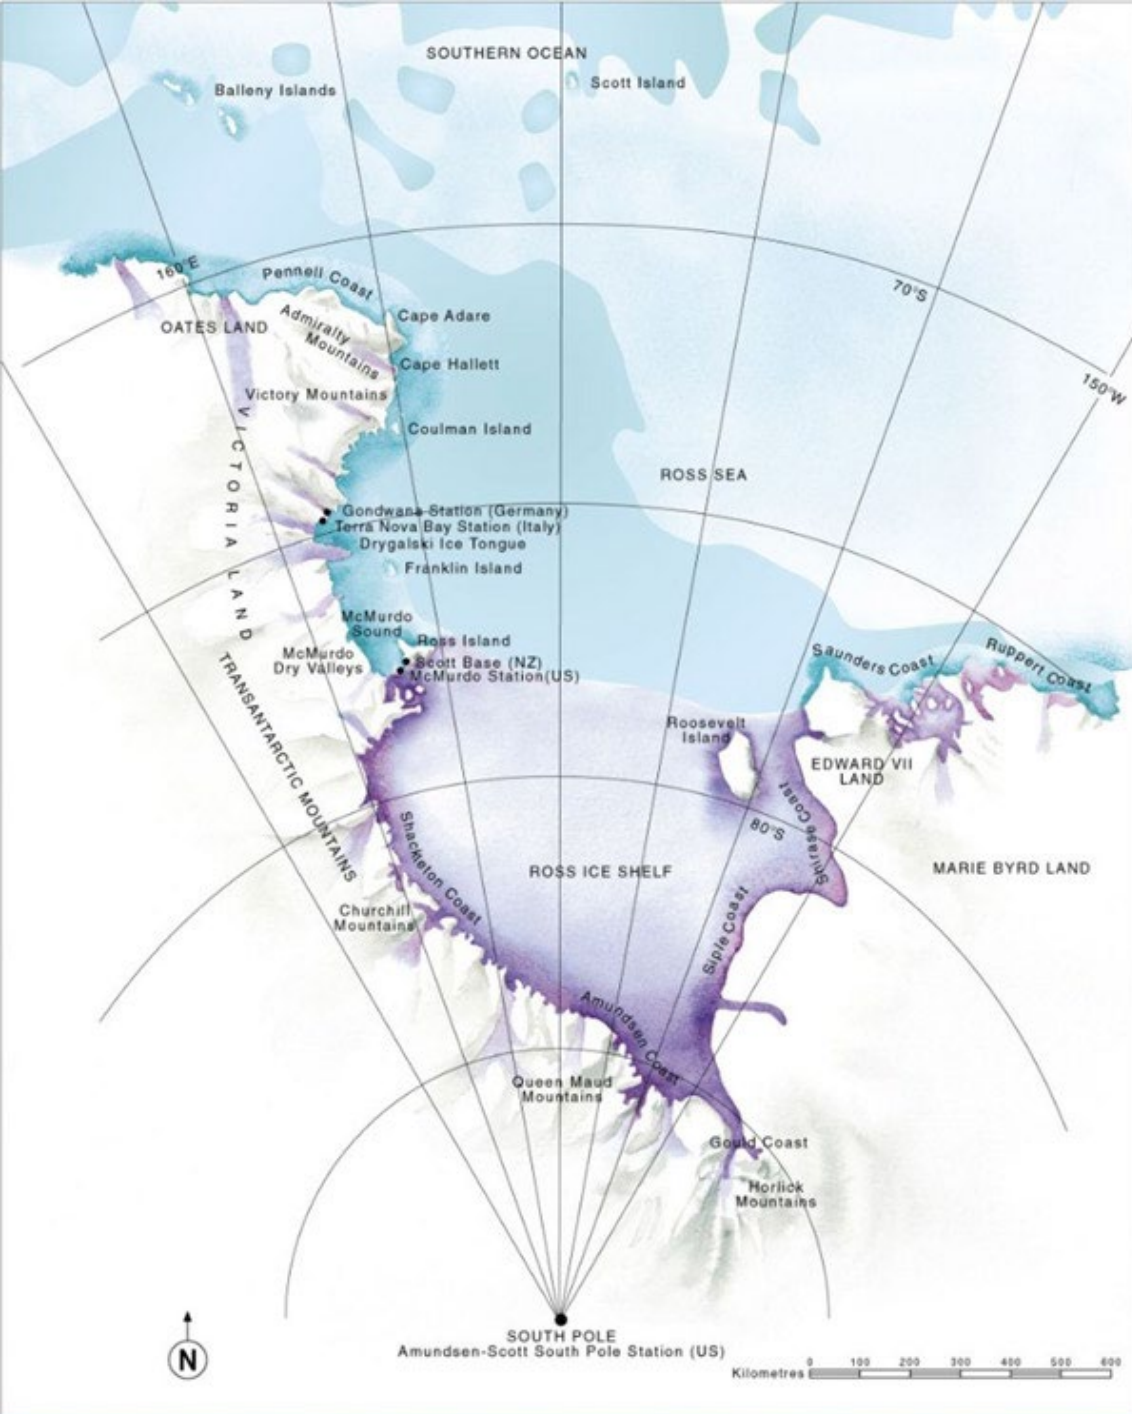 SOUTHERN OCEAN
Scott Island
Balleny Islands
160°E
Pennell Coast
70°S
Cape Adare
OATES LAND
Admiralty
Mountains
Cape Hallett
150°W
Victory Mountains
Coulman Island
VICTORIA LAND
ROSS SEA
Gondwana Station (Germany)
Terra Nova Bay Station (Italy)
Drygalski Ice Tongue
Franklin Island
McMurdo
Sound
Ross Island
McMurdo
Dry Valleys
Scott Base (NZ)
McMurdo Station(US)
Saunders Coast
Ruppert Coast
TRANSANTARCTIC MOUNTAINS
Roosevelt
Island
EDWARD VII
LAND
Shirase Coast
80°S
Shackleton Coast
ROSS ICE SHELF
MARIE BYRD LAND
Churchill
Mountains
Siple Coast
Amundsen Coast
Queen Maud
Mountains
Gould Coast
Horlick
Mountains
SOUTH POLE
Amundsen-Scott South Pole Station (US)
N
Kilometres 0 100 200 300 400 500 600